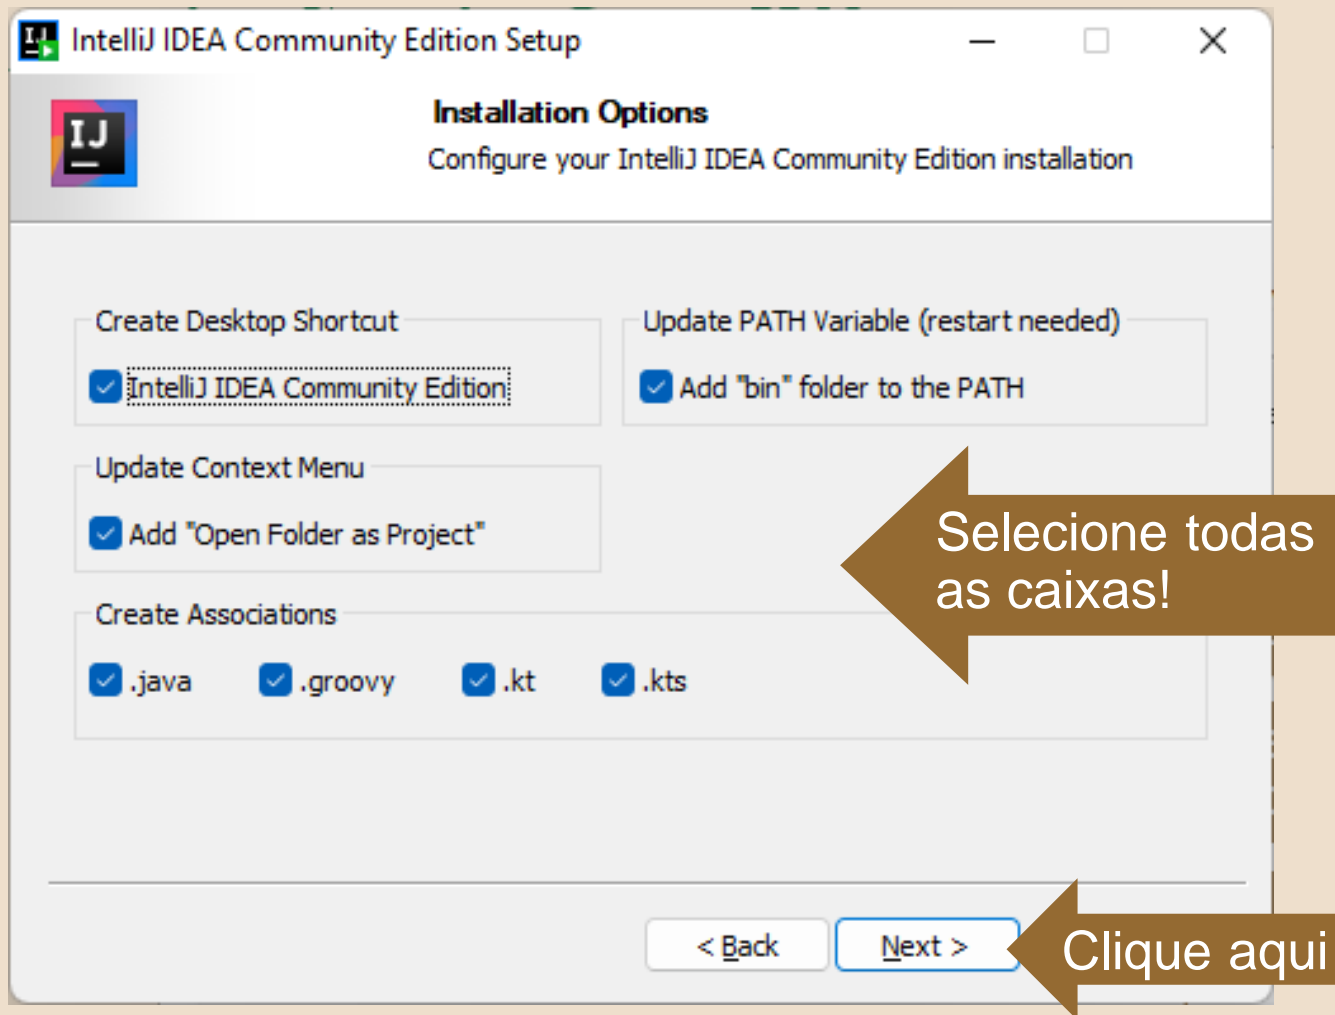 IntelliJ IDEA Community Edition Setup
IJ
Installation Options
Configure your IntelliJ IDEA Community Edition installation
Create Desktop Shortcut
IntelliJ IDEA Community Edition
Update PATH Variable (restart needed)
Add "bin" folder to the PATH
Update Context Menu
Add "Open Folder as Project"
Selecione todas
as caixas!
Create Associations
.java .groovy .kt .kts
< Back Next >
Clique aqui